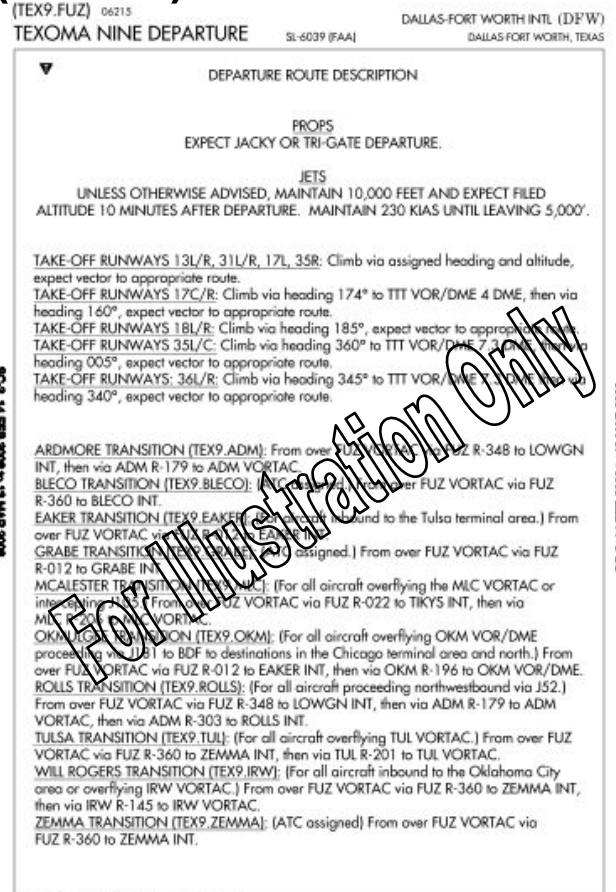 (TEX9.FUZ) 06215
TEXOMA NINE DEPARTURE
SL-6039 (FAA)
DALLAS-FORT WORTH INTL (DFW)
DALLAS-FORT WORTH, TEXAS
DEPARTURE ROUTE DESCRIPTION
PROPS
EXPECT JACKY OR TRI-GATE DEPARTURE.
JETS
UNLESS OTHERWISE ADVISED, MAINTAIN 10,000 FEET AND EXPECT FILED
ALTITUDE 10 MINUTES AFTER DEPARTURE. MAINTAIN 230 KIAS UNTIL LEAVING 5,000'.
TAKE-OFF RUNWAYS 13L/R, 31L/R, 17L, 35R: Climb via assigned heading and altitude,
expect vector to appropriate route.
TAKE-OFF RUNWAYS 17C/R: Climb via heading 174° to TTT VOR/DME 4 DME, then via
heading 160°, expect vector to appropriate route.
TAKE-OFF RUNWAYS 18L/R: Climb via heading 185°, expect vector to appropriate route.
TAKE-OFF RUNWAYS 35L/C: Climb via heading 360° to TTT VOR/DME 7.3 DME, then via
heading 005°, expect vector to appropriate route.
TAKE-OFF RUNWAYS: 36L/R: Climb via heading 345° to TTT VOR/DME 7.3 DME then via
heading 340°, expect vector to appropriate route.
ARDMORE TRANSITION (TEX9.ADM): From over FUZ VORTAC via FUZ R-348 to LOWGN
INT, then via ADM R-179 to ADM VORTAC.
BLECO TRANSITION (TEX9.BLECO): (ATC assigned.) From over FUZ VORTAC via FUZ
R-360 to BLECO INT.
EAKER TRANSITION (TEX9.EAKER): (For aircraft inbound to the Tulsa terminal area.) From
over FUZ VORTAC via FUZ R-012 to EAKER INT.
GRABE TRANSITION (TEX9.GRABE): (ATC assigned.) From over FUZ VORTAC via FUZ
R-012 to GRABE INT.
MCALESTER TRANSITION (TEX9.MLC): (For all aircraft overflying the MLC VORTAC or
intercepting From over FUZ VORTAC via FUZ R-022 to TIKYS INT, then via
MLC VORTAC.
OKMULGEE TRANSITION (TEX9.OKM): (For all aircraft overflying OKM VOR/DME
proceeding via J181 to BDF to destinations in the Chicago terminal area and north.) From
over FUZ VORTAC via FUZ R-012 to EAKER INT, then via OKM R-196 to OKM VOR/DME.
ROLLS TRANSITION (TEX9.ROLLS): (For all aircraft proceeding northwestbound via J52.)
From over FUZ VORTAC via FUZ R-348 to LOWGN INT, then via ADM R-179 to ADM
VORTAC, then via ADM R-303 to ROLLS INT.
TULSA TRANSITION (TEX9.TUL): (For all aircraft overflying TUL VORTAC.) From over FUZ
VORTAC via FUZ R-360 to ZEMMA INT, then via TUL R-201 to TUL VORTAC.
WILL ROGERS TRANSITION (TEX9.IRW): (For all aircraft inbound to the Oklahoma City
area or overflying IRW VORTAC.) From over FUZ VORTAC via FUZ R-360 to ZEMMA INT,
then via IRW R-145 to IRW VORTAC.
ZEMMA TRANSITION (TEX9.ZEMMA): (ATC assigned) From over FUZ VORTAC via
FUZ R-360 to ZEMMA INT.
For Illustration Only